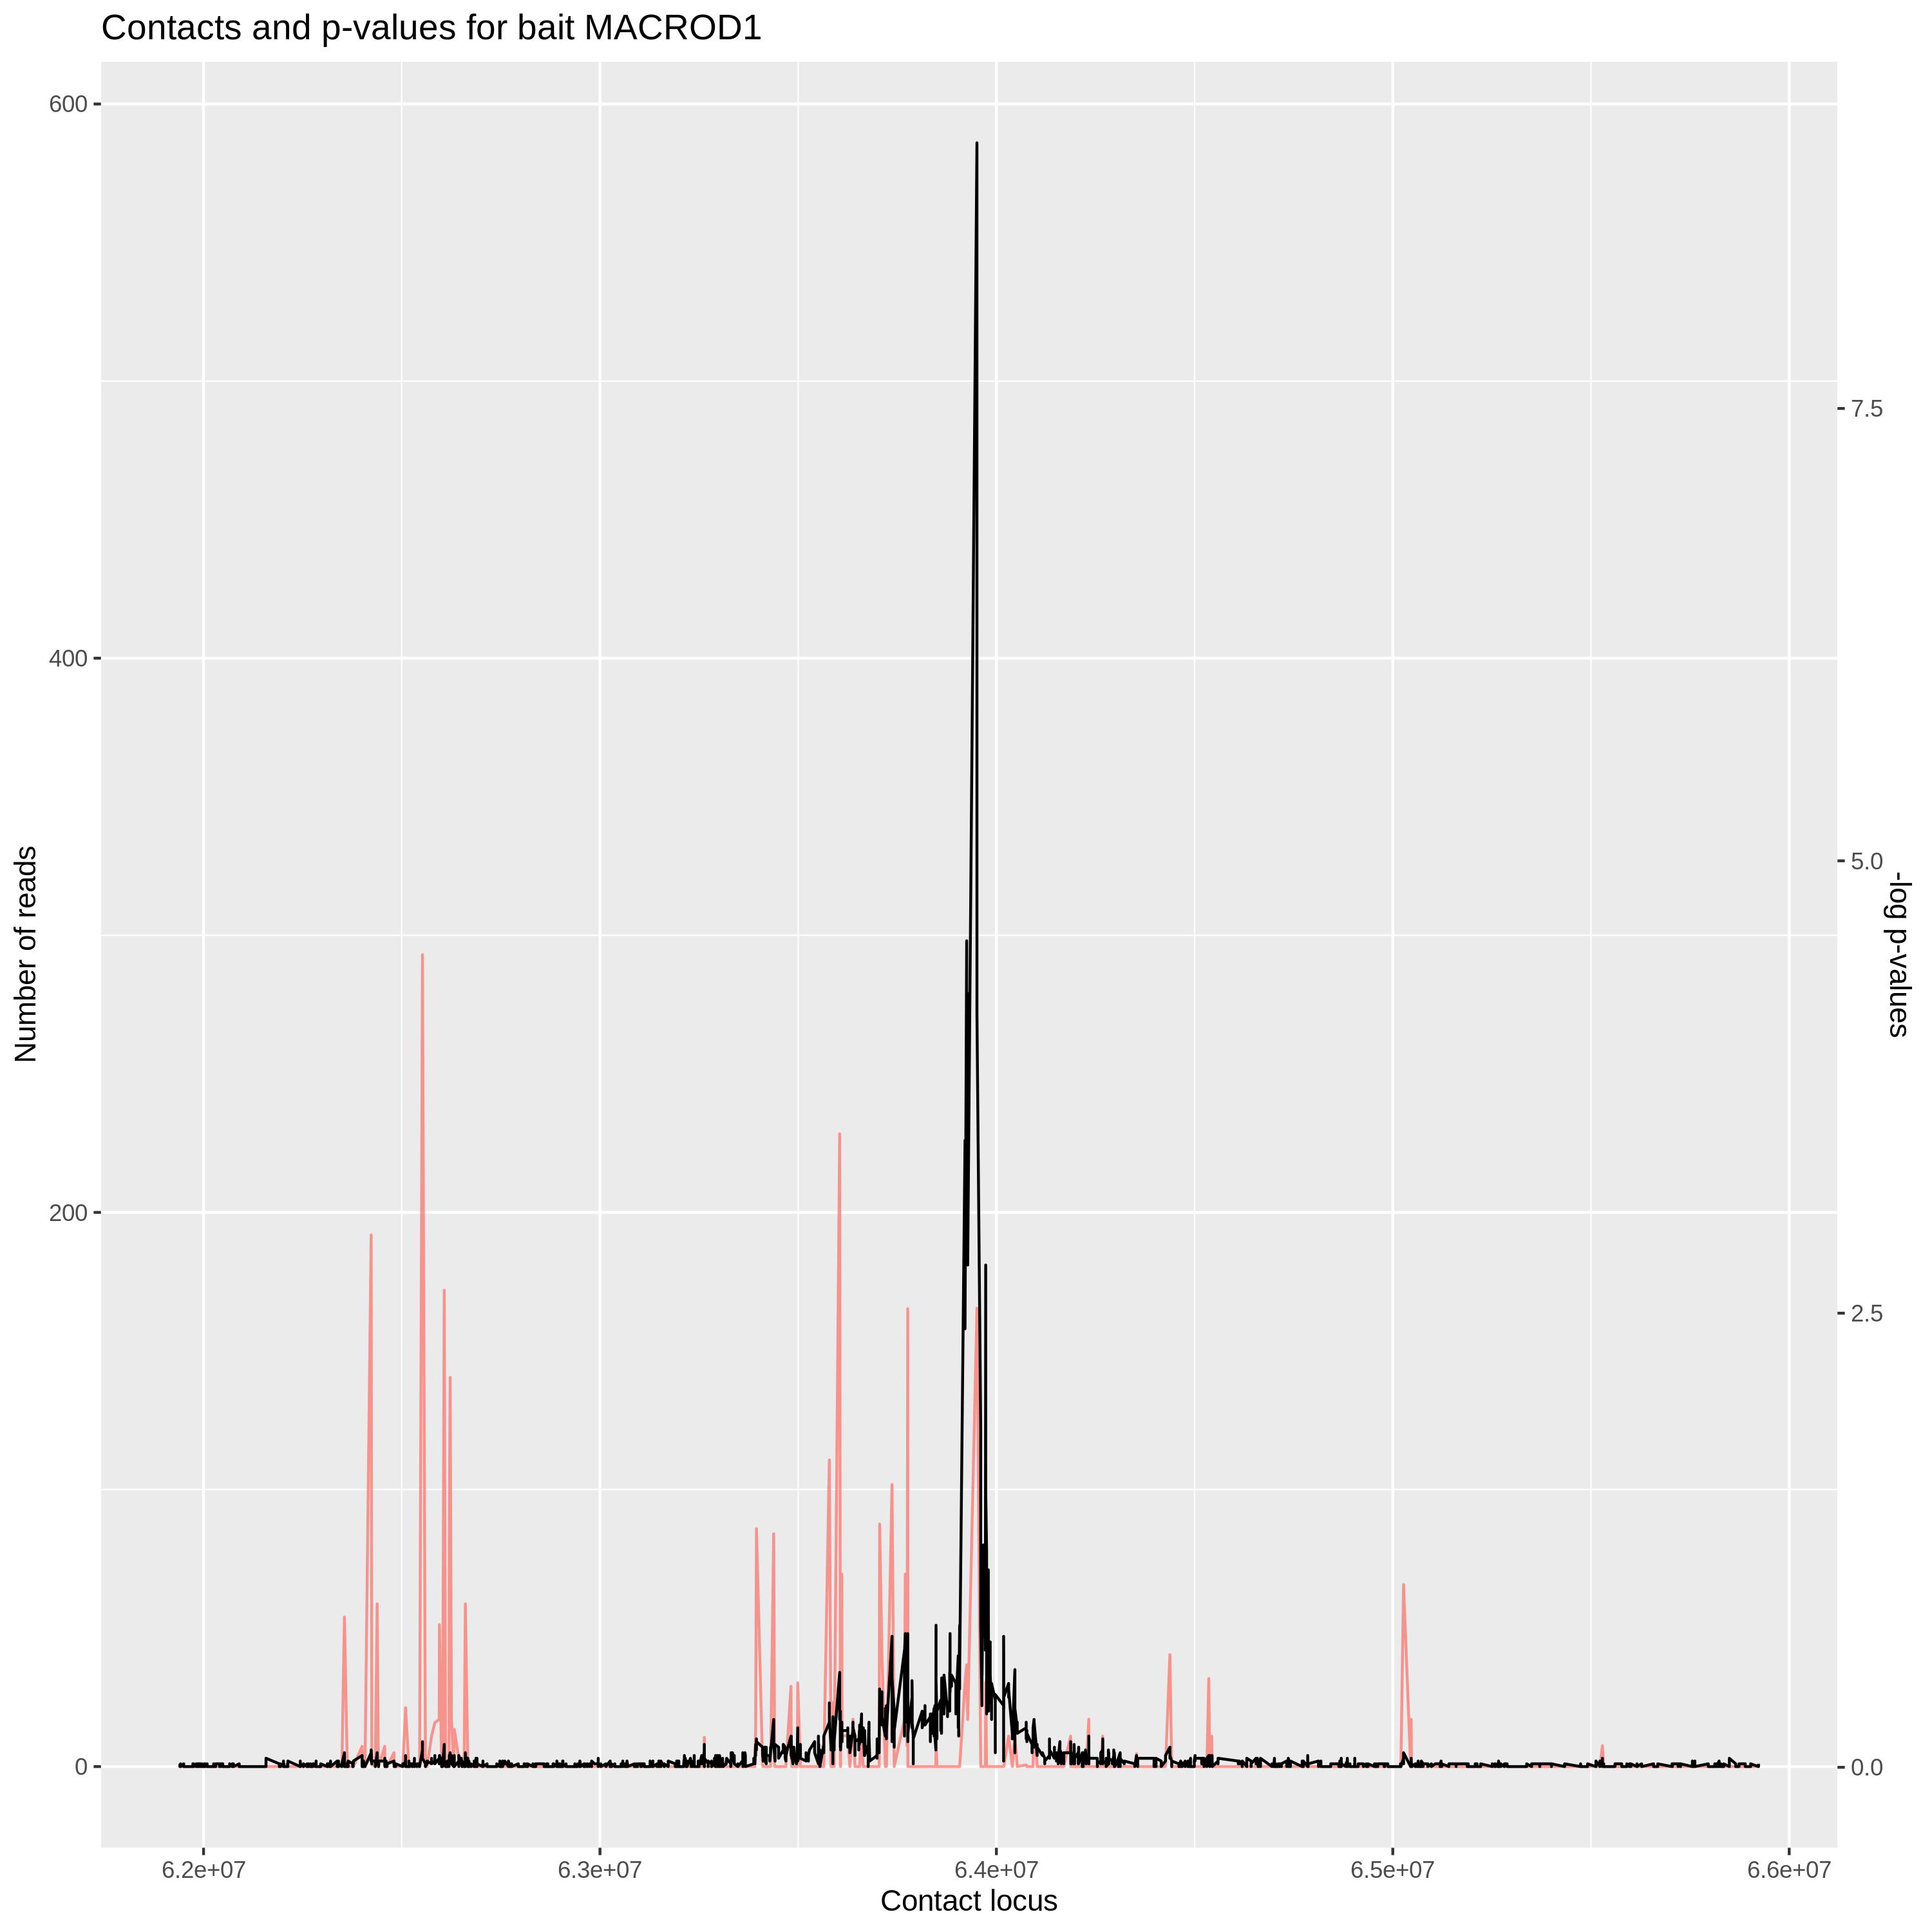 Contacts and p-values for bait MACROD1
600
400
200
0
Number of reads
7.5
5.0
2.5
0.0
-log p-values
6.2e+07 6.3e+07 6.4e+07 6.5e+07 6.6e+07
Contact locus